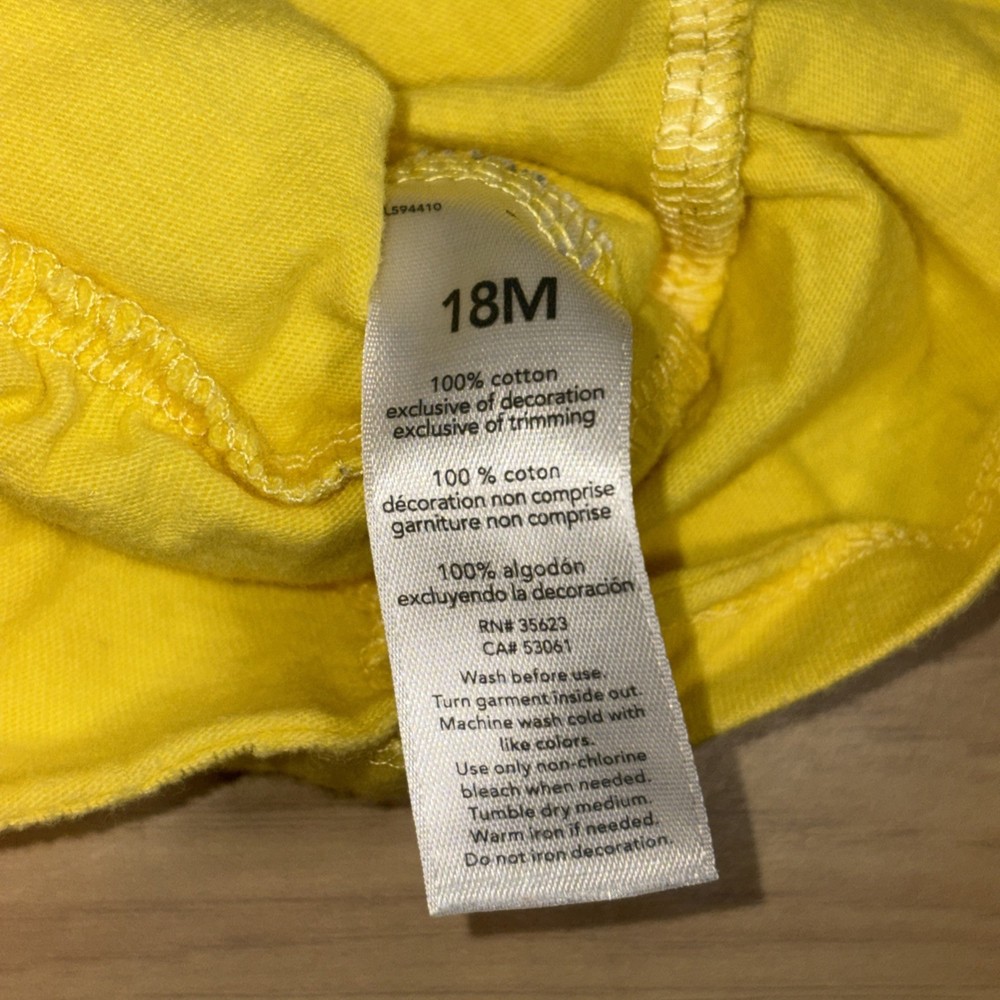 L594410
18M
100% cotton
exclusive of decoration
exclusive of trimming
100 % coton
décoration non comprise
garniture non comprise
100% algodón
excluyendo la decoración
RN# 35623
CA# 53061
Wash before use.
Turn garment inside out.
Machine wash cold with
like colors.
Use only non-chlorine
bleach when needed.
Tumble dry medium.
Warm iron if needed.
Do not iron decoration.